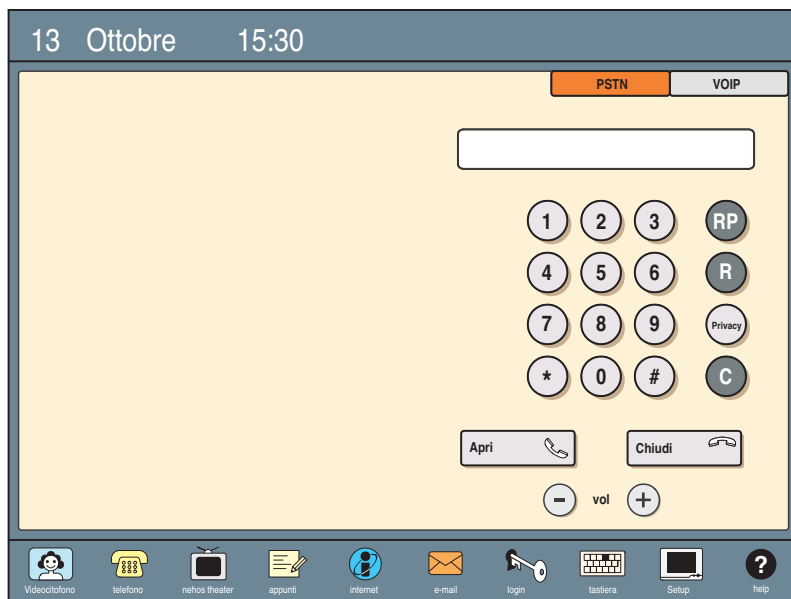 13 Ottobre 15:30
PSTN VOIP
1 2 3 RP
4 5 6 R
7 8 9 Privacy
* 0 # C
Apri Chiudi
- vol +
Videocitofono telefono nehos theater appunti internet e-mail login tastiera Setup help